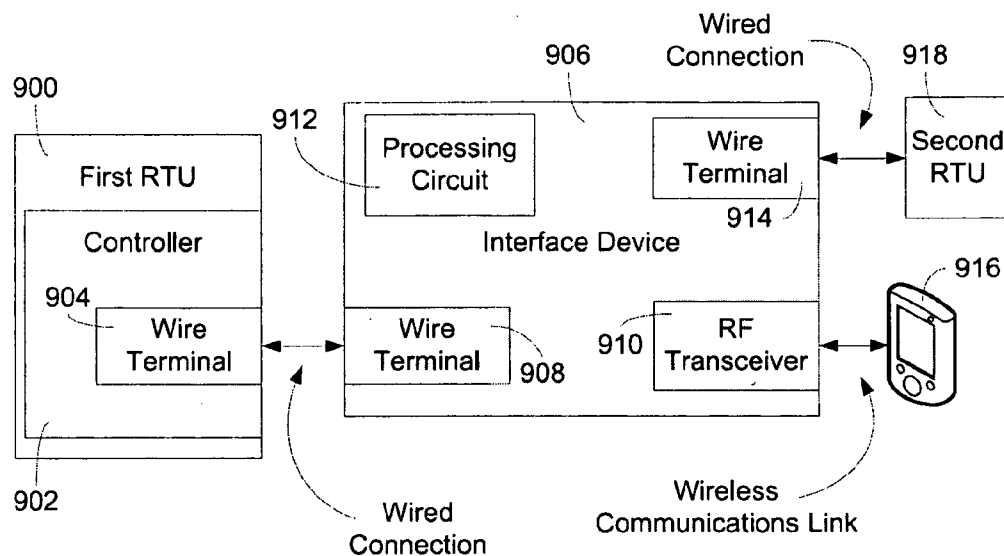 Wired
Connection
906
918
900
912
Processing
Circuit
Wire
Terminal
914
Second
RTU
First RTU
Controller
Interface Device
916
904
Wire
Terminal
Wire
Terminal
908
910
RF
Transceiver
902
Wired
Connection
Wireless
Communications Link